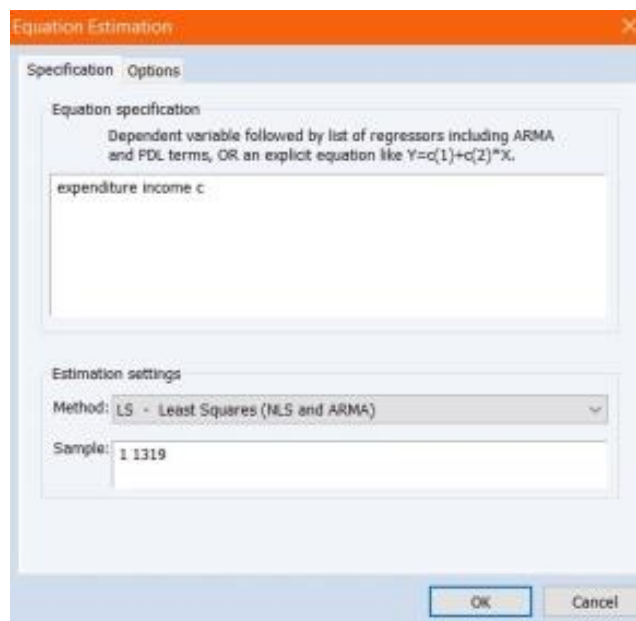 Equation Estimation
Specification Options
Equation specification
Dependent variable followed by list of regressors including ARMA
and PDL terms, OR an explicit equation like Y=c(1)+c(2)*X.
expenditure income c
Estimation settings
Method: LS - Least Squares (NLS and ARMA)
Sample: 1 1319
OK Cancel